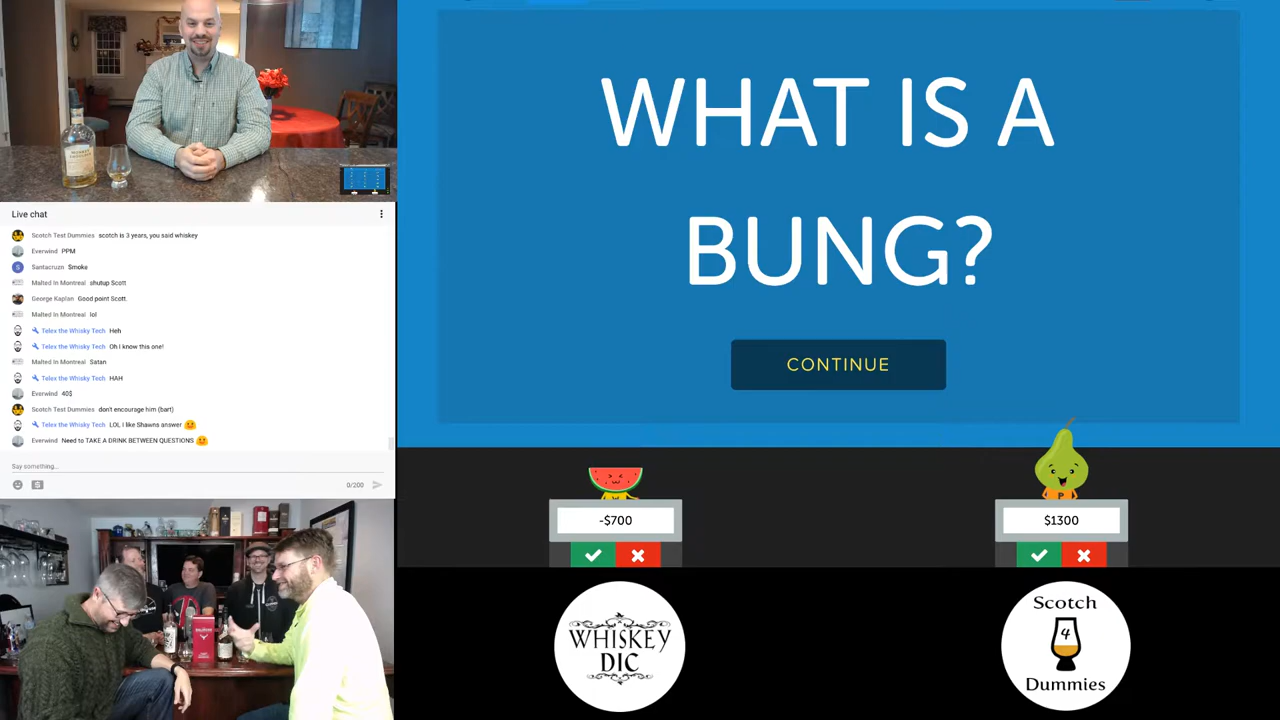 WHAT IS A
BUNG?
CONTINUE
Live chat
Scotch Test Dummies scotch is 3 years, you said whiskey
Everwind PPM
S Santacruzn Smoke
Malted In Montreal shutup Scott
George Kaplan Good point Scott.
Malted In Montreal lol
Telex the Whisky Tech Heh
Telex the Whisky Tech Oh I know this one!
Malted In Montreal Satan
Telex the Whisky Tech HAH
Everwind 40$
Scotch Test Dummies don't encourage him (bart)
Telex the Whisky Tech LOL I like Shawns answer
Everwind Need to TAKE A DRINK BETWEEN QUESTIONS
Say something...
0/200
-$700
P
$1300
WHISKEY
DIC
Scotch
4
Dummies